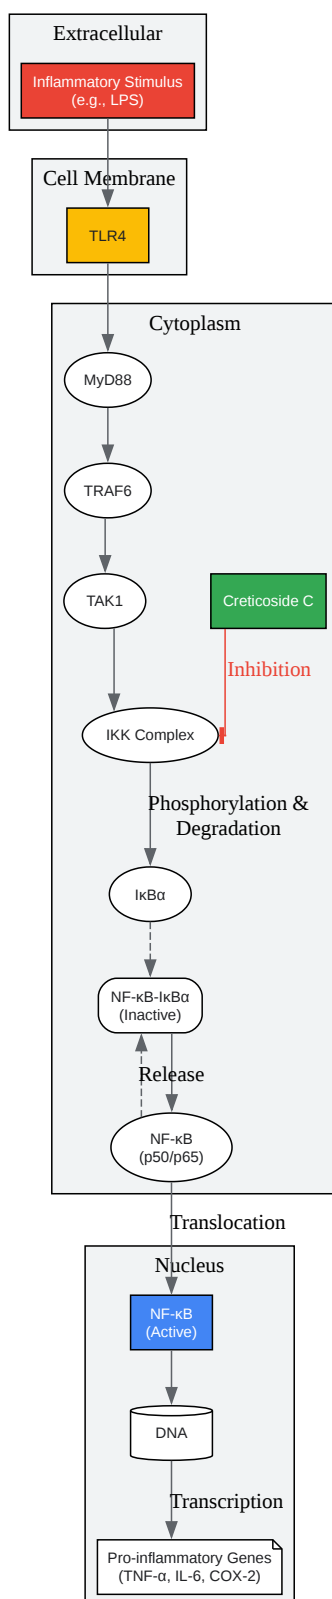 Extracellular
Inflammatory Stimulus
(e.g., LPS)
Cell Membrane
TLR4
Cytoplasm
MyD88
TRAF6
TAK1
Creticoside C
Inhibition
IKK Complex
Phosphorylation &
Degradation
IκBα
NF-κB-IκBα
(Inactive)
Release
NF-κB
(p50/p65)
Translocation
Nucleus
NF-κB
(Active)
DNA
Transcription
Pro-inflammatory Genes
(TNF-α, IL-6, COX-2)